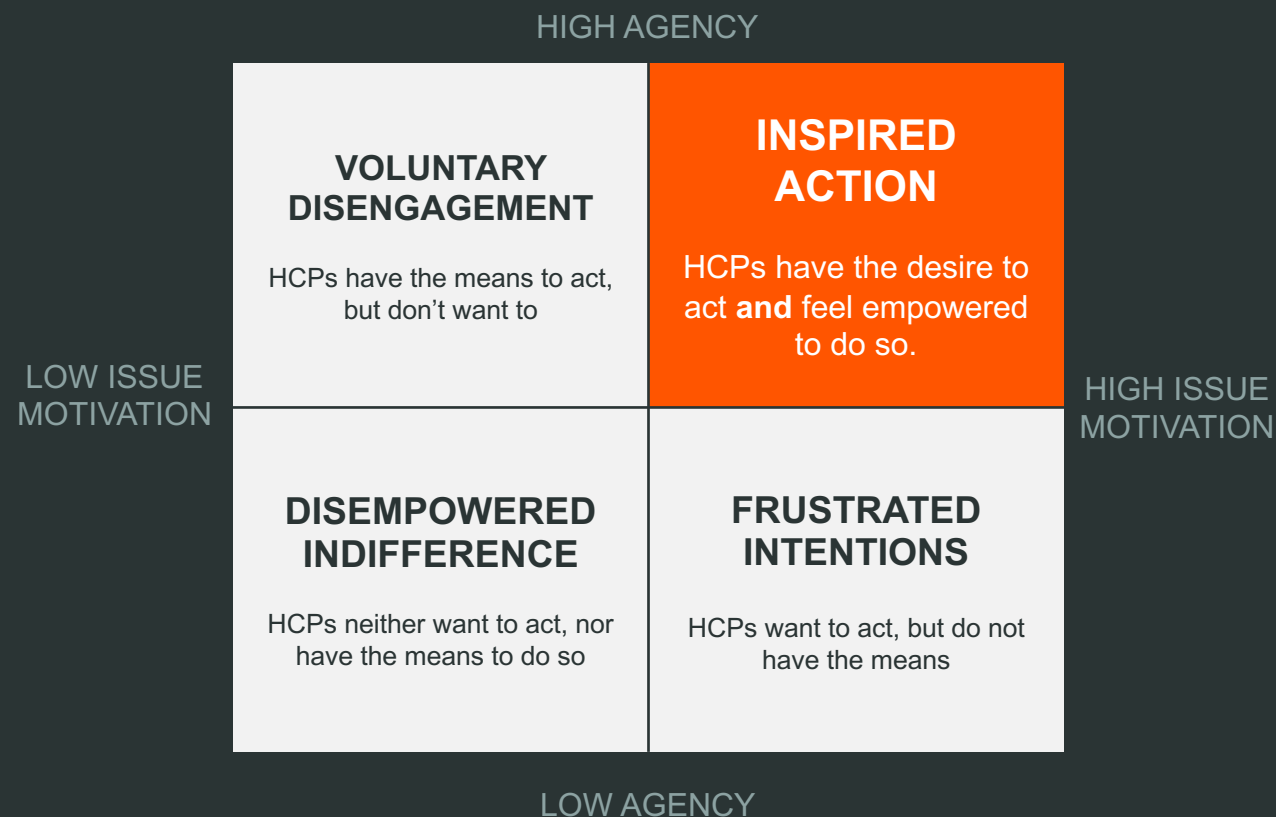 HIGH AGENCY
VOLUNTARY
DISENGAGEMENT
HCPs have the means to act,
but don’t want to
INSPIRED
ACTION
HCPs have the desire to
act and feel empowered
to do so.
LOW ISSUE
MOTIVATION
HIGH ISSUE
MOTIVATION
DISEMPOWERED
INDIFFERENCE
HCPs neither want to act, nor
have the means to do so
FRUSTRATED
INTENTIONS
HCPs want to act, but do not
have the means
LOW AGENCY